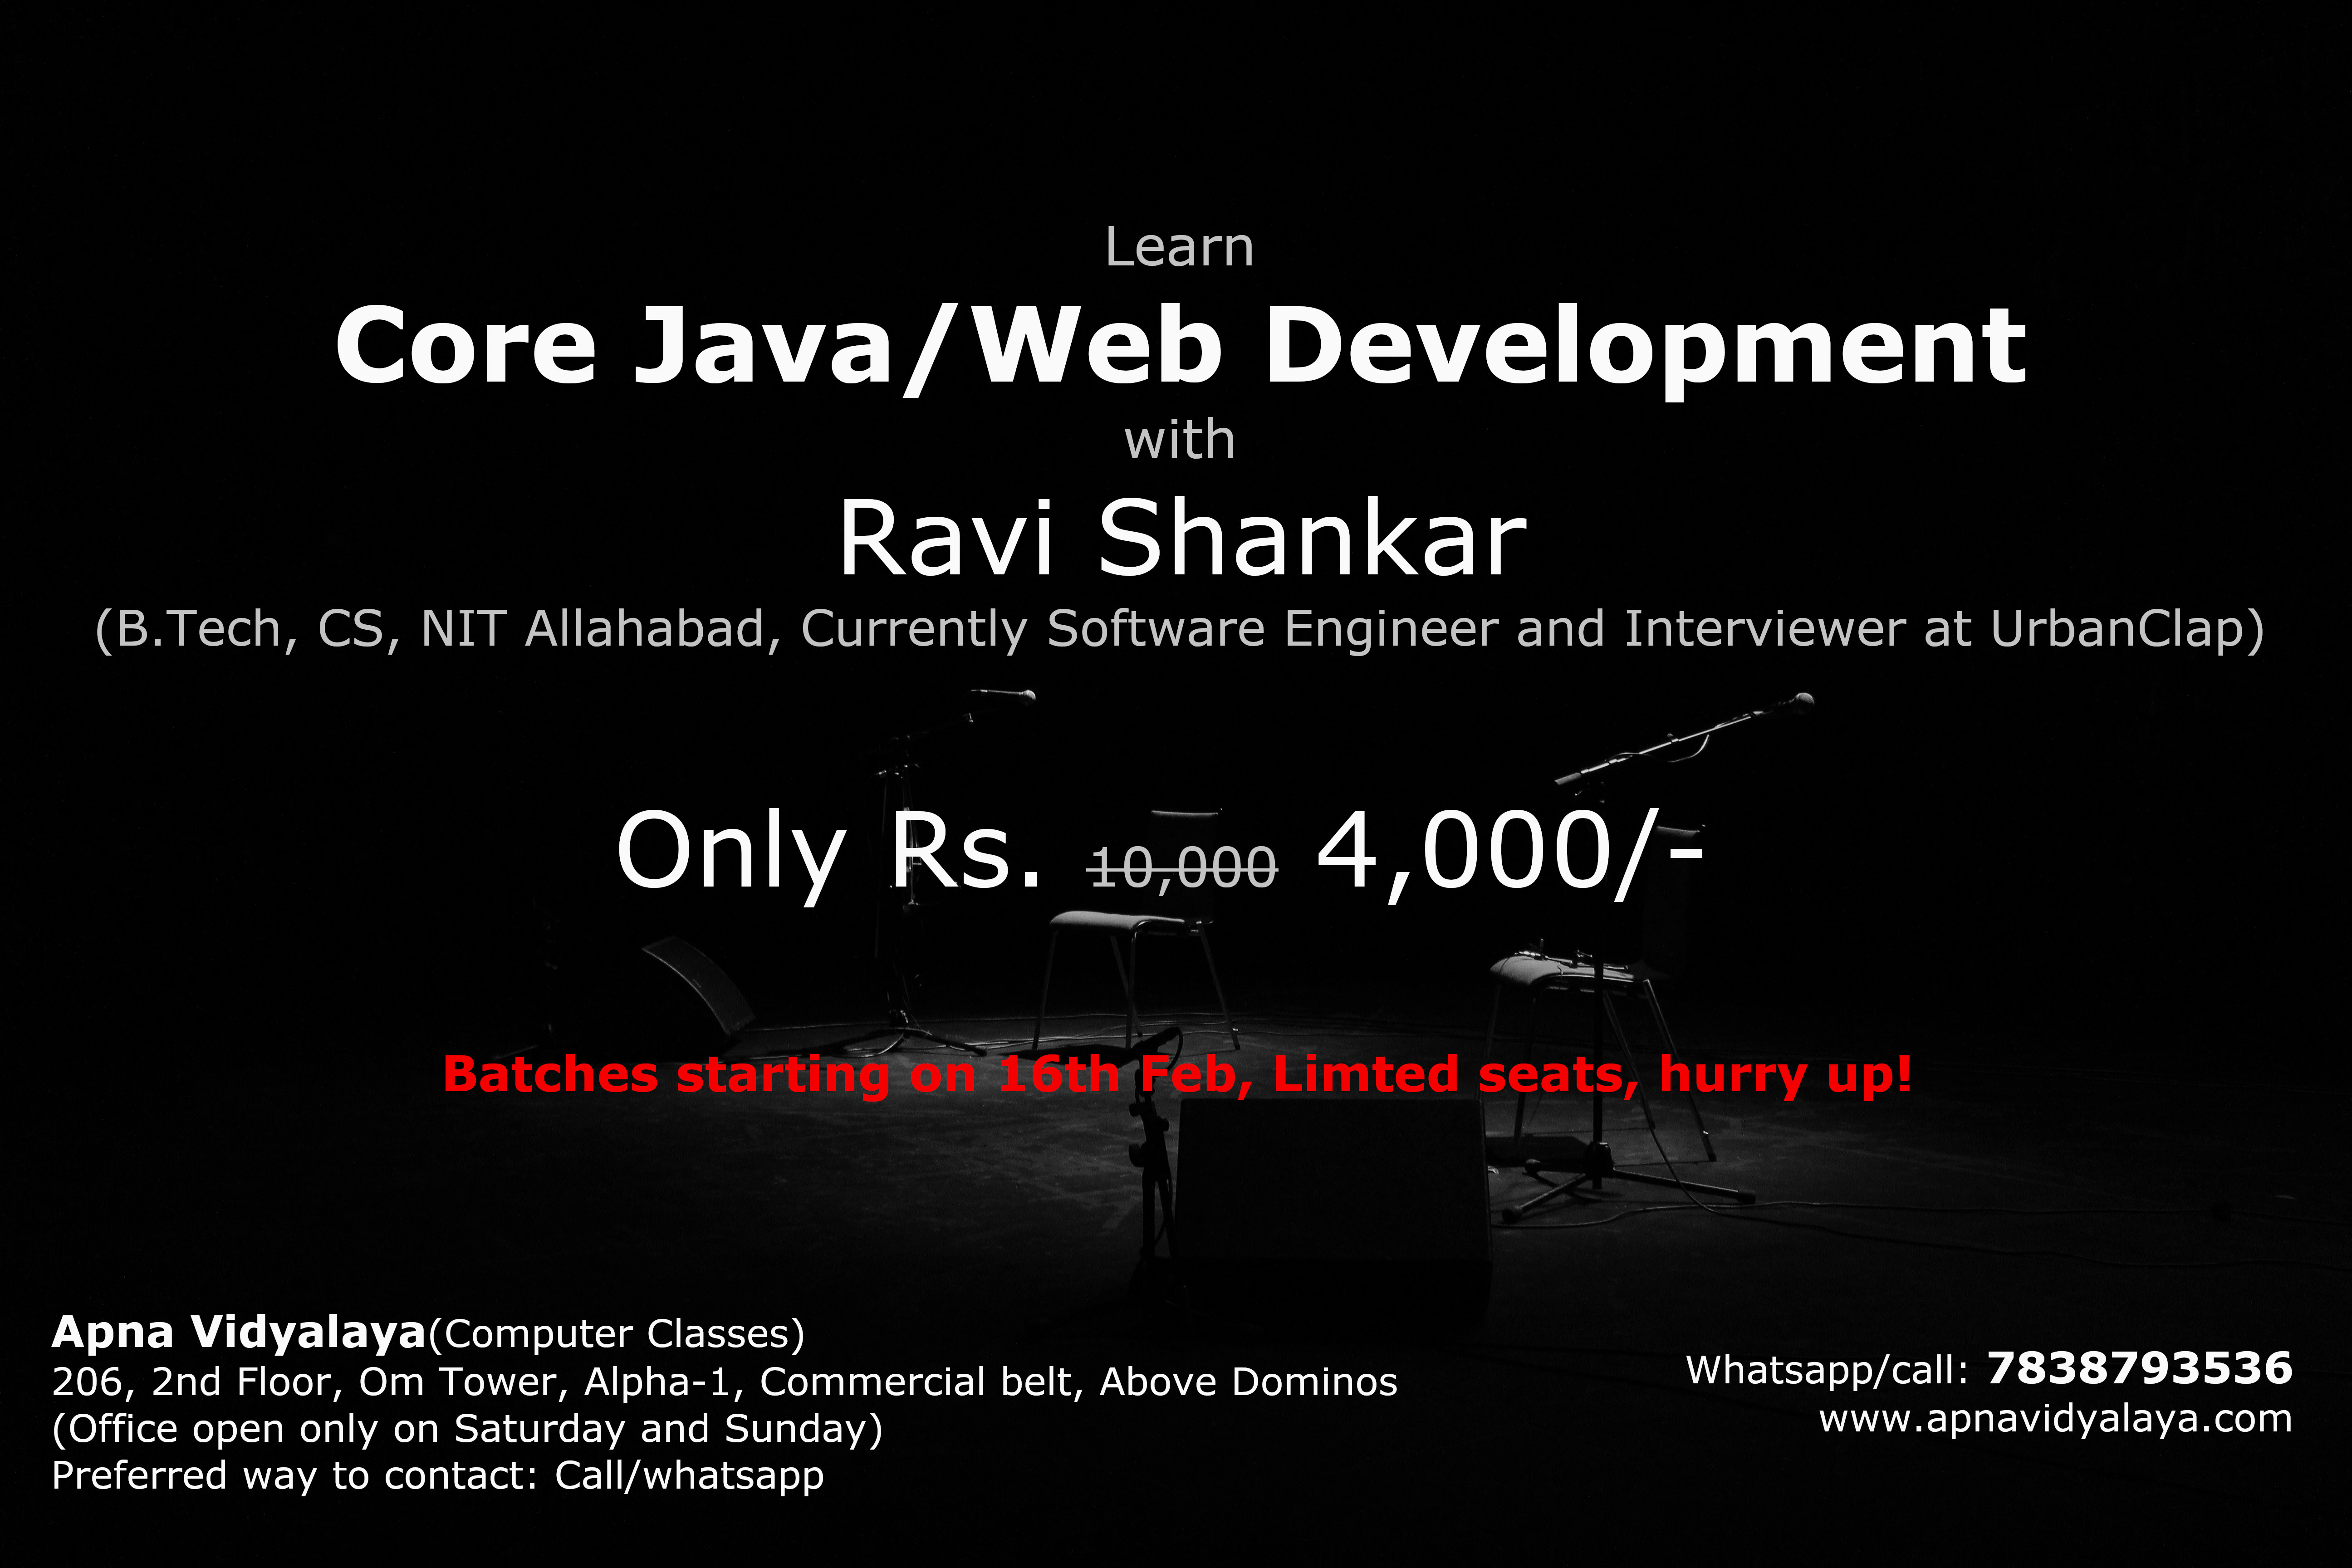 Learn
Core Java/Web Development
with
Ravi Shankar
(B.Tech, CS, NIT Allahabad, Currently Software Engineer and Interviewer at UrbanClap)
Only Rs. 10,000 4,000/-
Batches starting on 16th Feb, Limted seats, hurry up!
Apna Vidyalaya(Computer Classes)
206, 2nd Floor, Om Tower, Alpha-1, Commercial belt, Above Dominos
(Office open only on Saturday and Sunday)
Preferred way to contact: Call/whatsapp
Whatsapp/call: 7838793536
www.apnavidyalaya.com